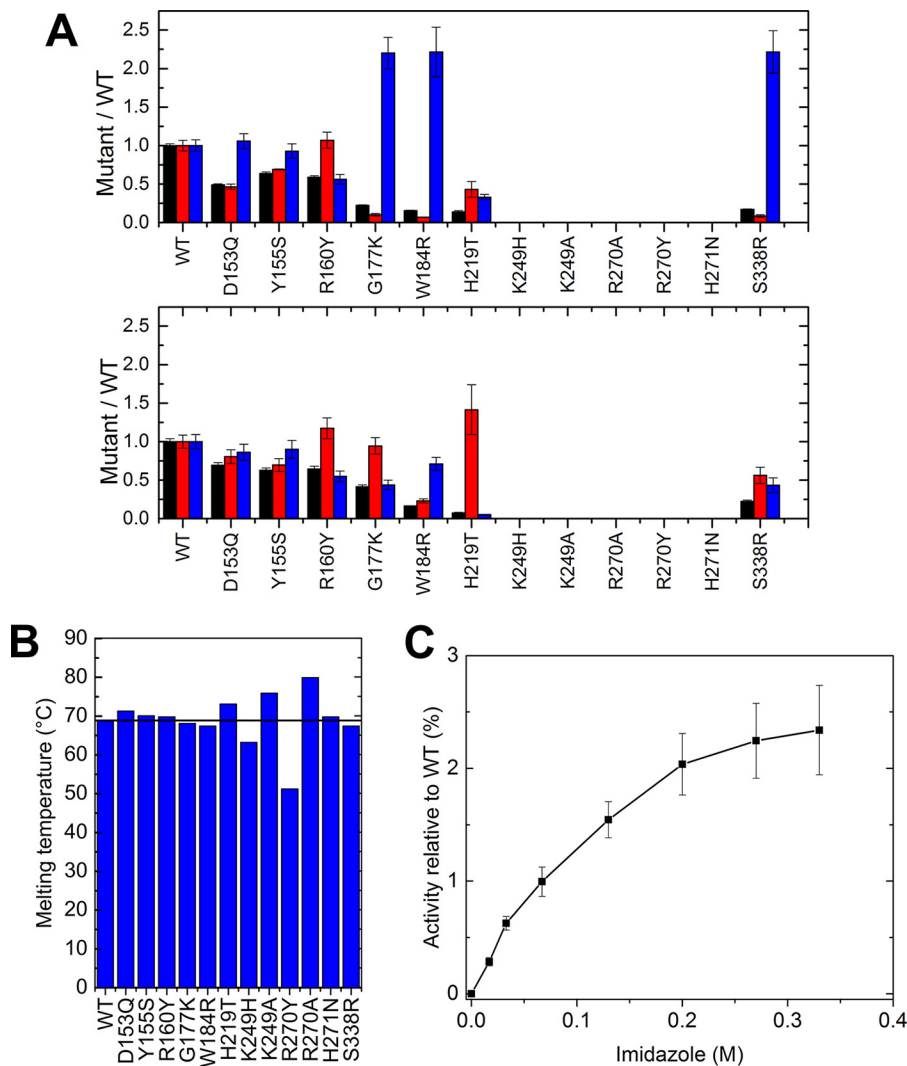 A
Mutant / WT
2.5
2.0
1.5
1.0
0.5
0.0
WT
D153Q
Y155S
R160Y
G177K
W184R
H219T
K249H
K249A
R270A
R270Y
H271N
S338R
Mutant / WT
2.5
2.0
1.5
1.0
0.5
0.0
WT
D153Q
Y155S
R160Y
G177K
W184R
H219T
K249H
K249A
R270A
R270Y
H271N
S338R
B
Melting temperature (°C)
90
80
70
60
50
40
30
20
10
0
WT
D153Q
Y155S
R160Y
G177K
W184R
H219T
K249H
K249A
R270Y
R270A
H271N
S338R
C
Activity relative to WT (%)
3
2
1
0
0.0 0.1 0.2 0.3 0.4
Imidazole (M)